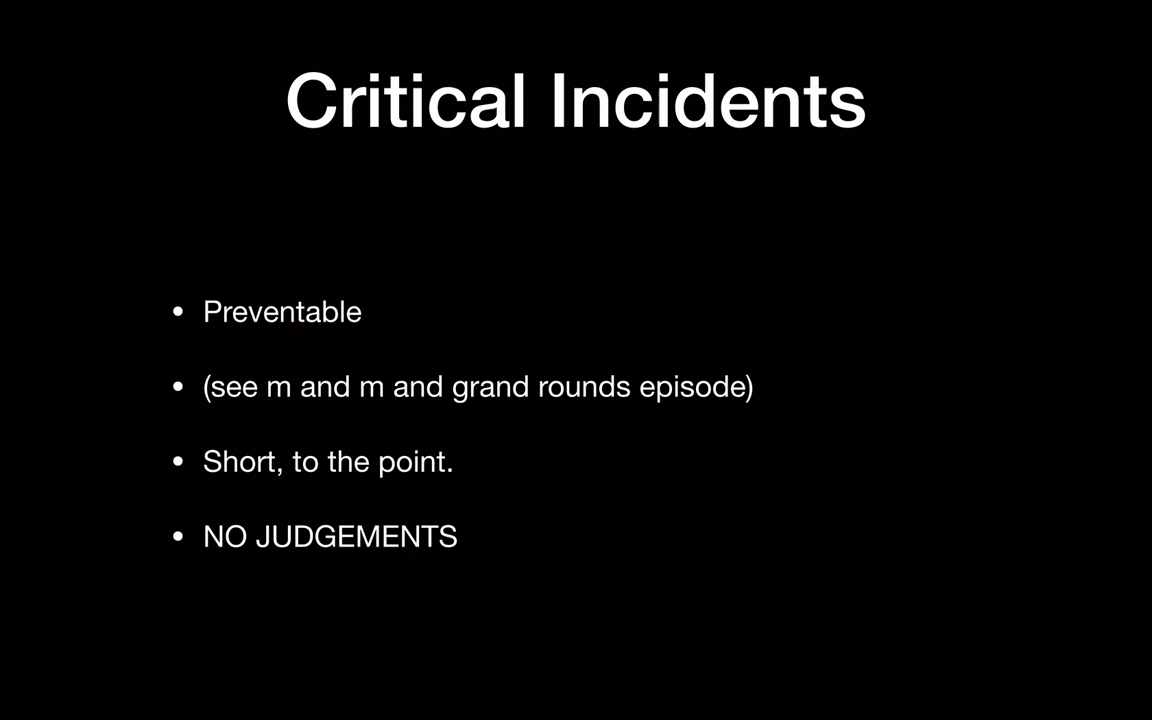 Critical Incidents
• Preventable
• (see m and m and grand rounds episode)
• Short, to the point.
• NO JUDGEMENTS